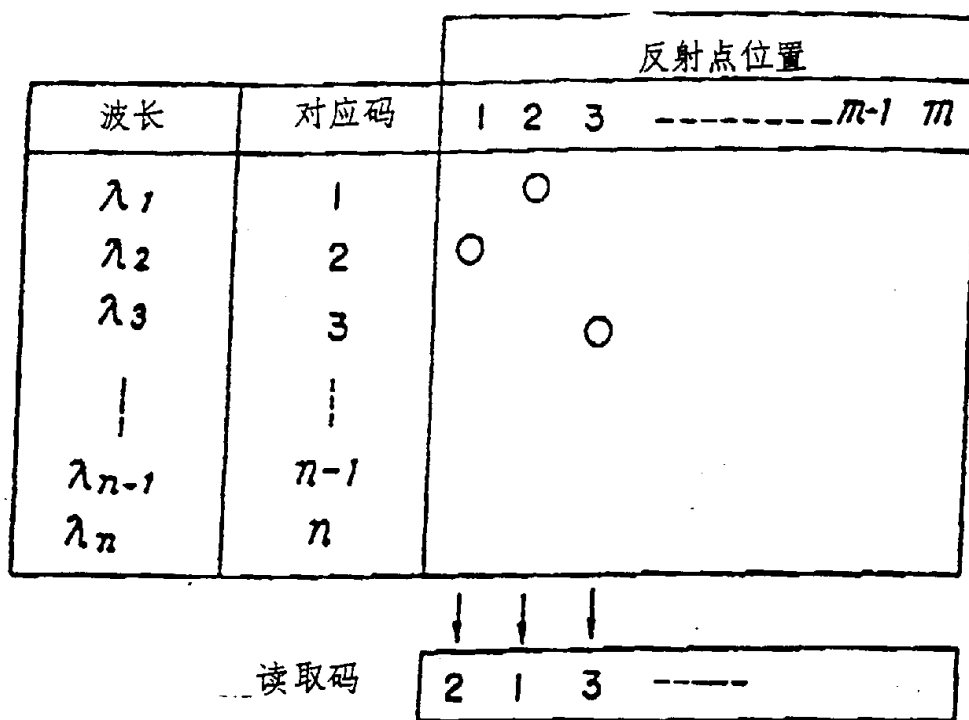 反射点位置
波长 对应码 1 2 3 -------- m-1 m
λ1 1 ○
λ2 2 ○
λ3 3 ○
λn-1 n-1
λn n
↓ ↓ ↓
读取码 2 1 3 -----